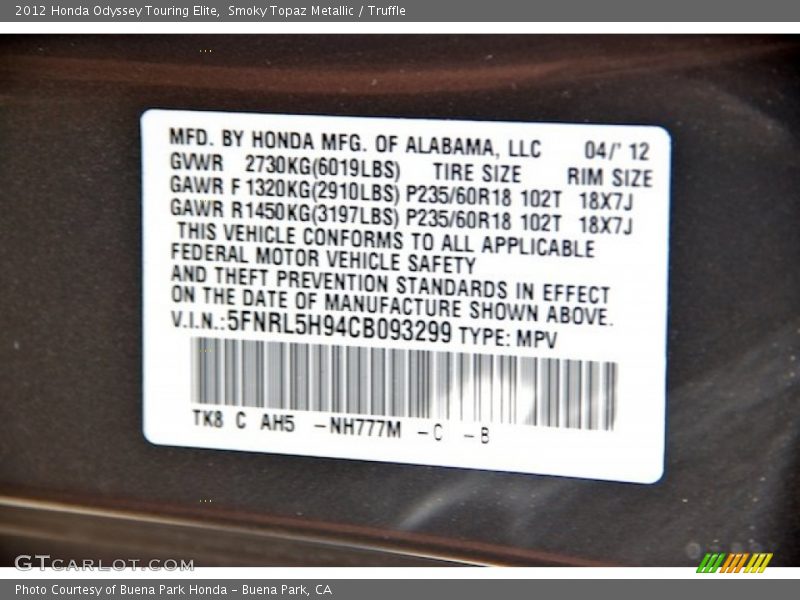 2012 Honda Odyssey Touring Elite,  Smoky Topaz Metallic / Truffle
MFD. BY HONDA MFG. OF ALABAMA, LLC 04/' 12
GVWR 2730KG(6019LBS) TIRE SIZE RIM SIZE
GAWR F 1320KG(2910LBS) P235/60R18 102T 18X7J
GAWR R 1450KG(3197LBS) P235/60R18 102T 18X7J
THIS VEHICLE CONFORMS TO ALL APPLICABLE
FEDERAL MOTOR VEHICLE SAFETY
AND THEFT PREVENTION STANDARDS IN EFFECT
ON THE DATE OF MANUFACTURE SHOWN ABOVE.
V.I.N.:5FNRL5H94CB093299 TYPE: MPV
TK8 C AH5 -NH777M -C -B
GTCARLOT.COM
Photo Courtesy of Buena Park Honda - Buena Park, CA